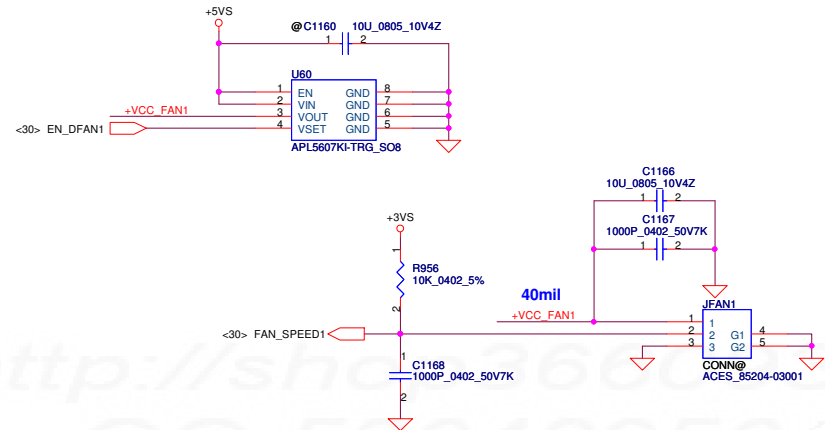 +5VS
@C1160 10U_0805_10V4Z
1 2
U60
1 EN GND 8
2 VIN GND 7
+VCC_FAN1 3 VOUT GND 6
<30> EN_DFAN1 4 VSET GND 5
APL5607KI-TRG_SO8
C1166
10U_0805_10V4Z
1 2
C1167
1000P_0402_50V7K
1 2
+3VS
1
R956
10K_0402_5%
2
40mil
JFAN1
+VCC_FAN1 1 1
<30> FAN_SPEED1 2 2 G1 4
3 3 G2 5
CONN@
ACES_85204-03001
1
C1168
1000P_0402_50V7K
2